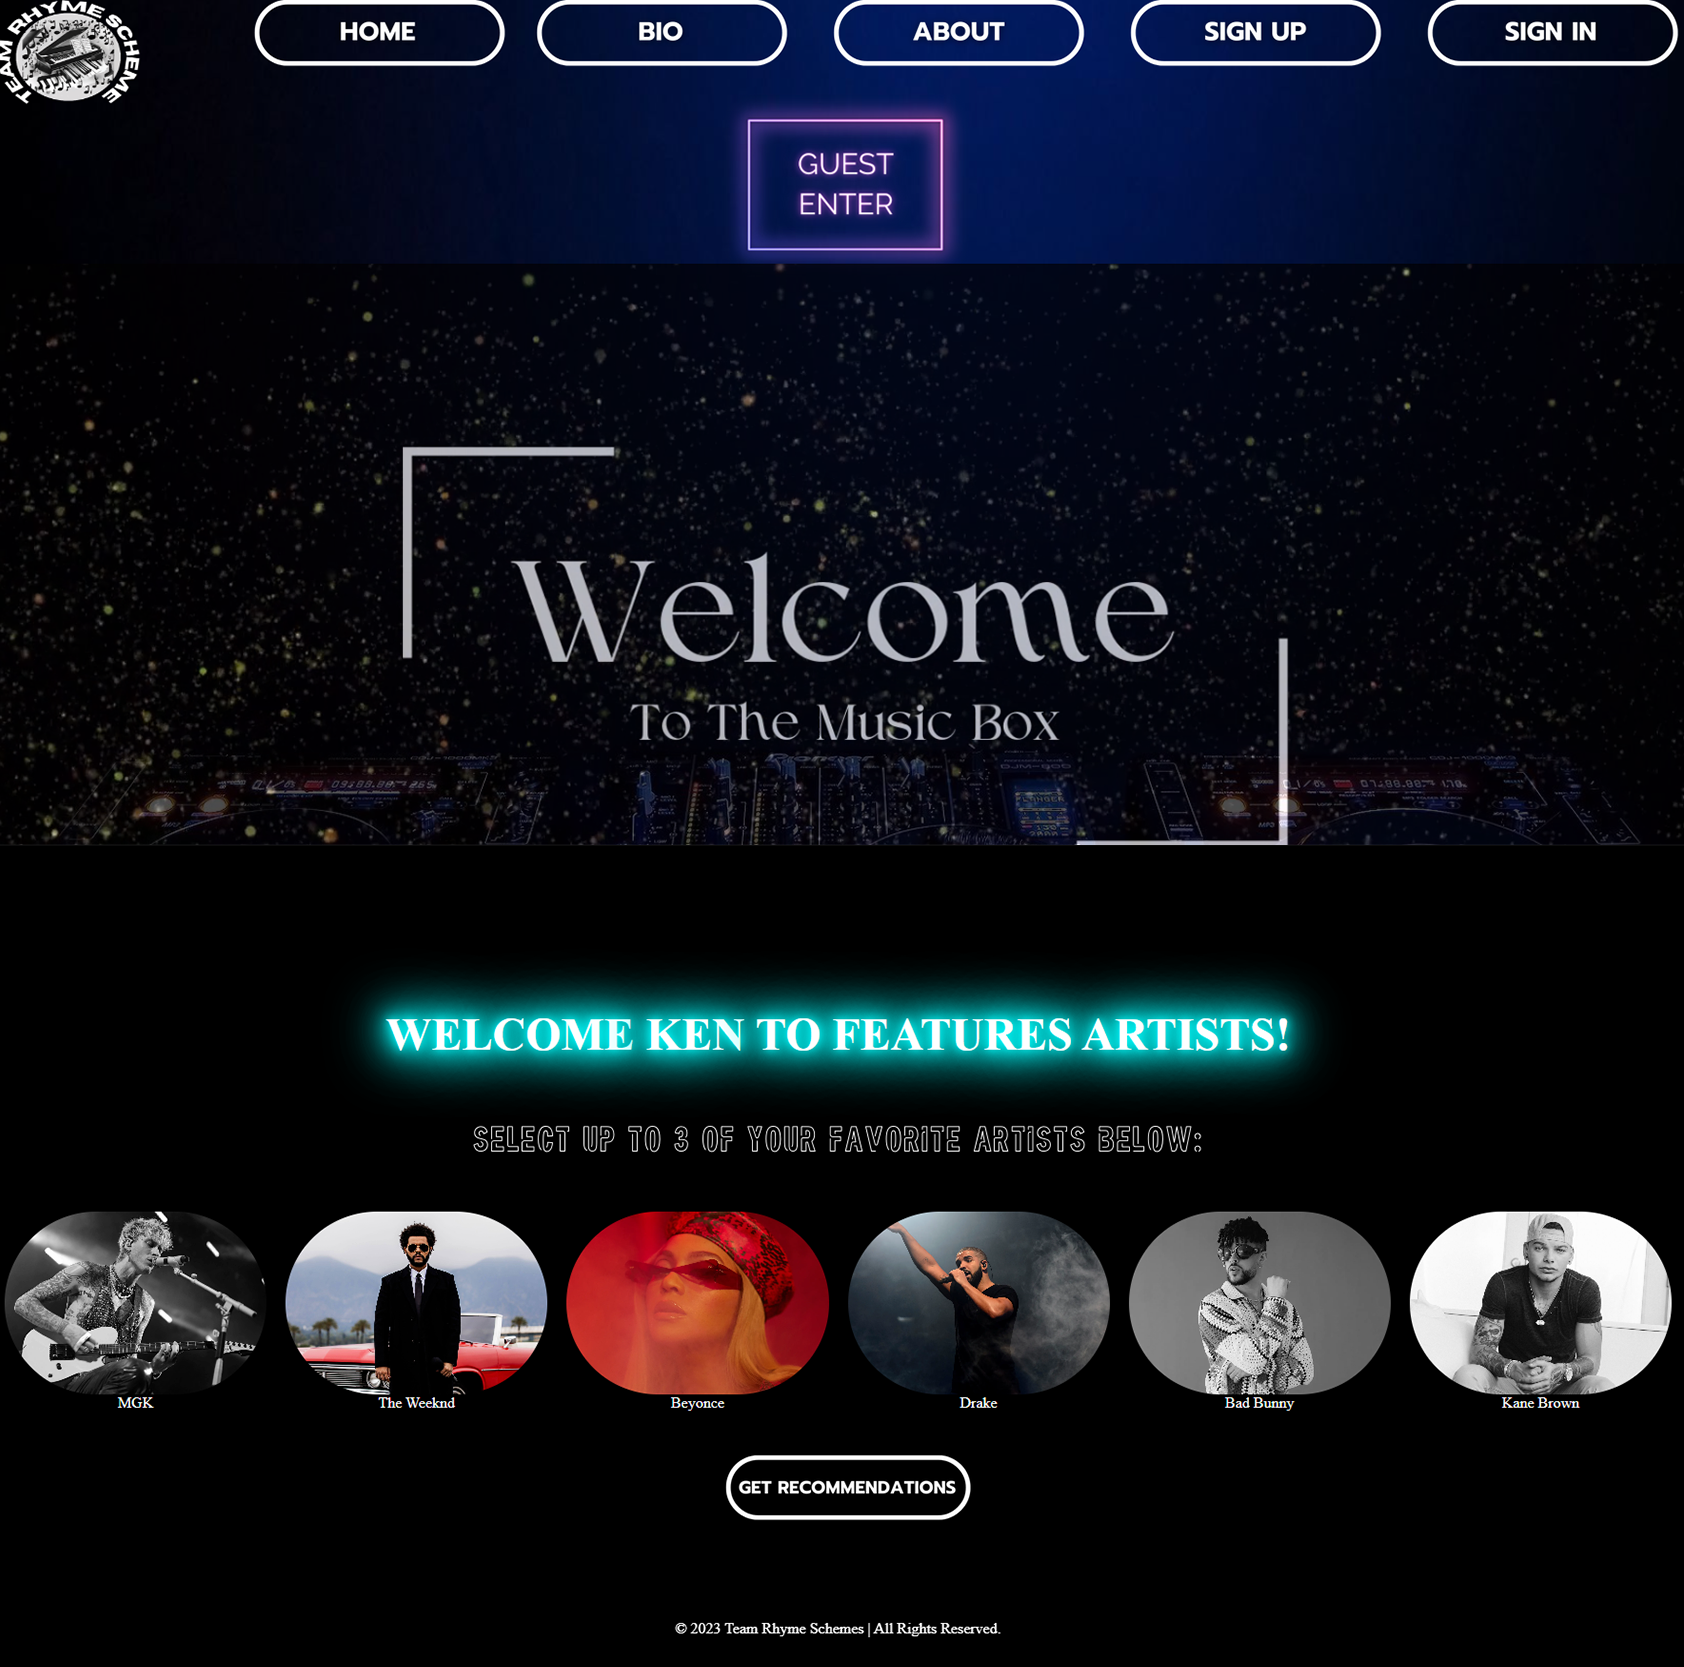 TEAM RHYME SCHEME
HOME
BIO
ABOUT
SIGN UP
SIGN IN
GUEST
ENTER
Welcome
To The Music Box
WELCOME KEN TO FEATURES ARTISTS!
SELECT UP TO 3 OF YOUR FAVORITE ARTISTS BELOW:
MGK
The Weeknd
Beyonce
Drake
Bad Bunny
Kane Brown
GET RECOMMENDATIONS
© 2023 Team Rhyme Schemes | All Rights Reserved.